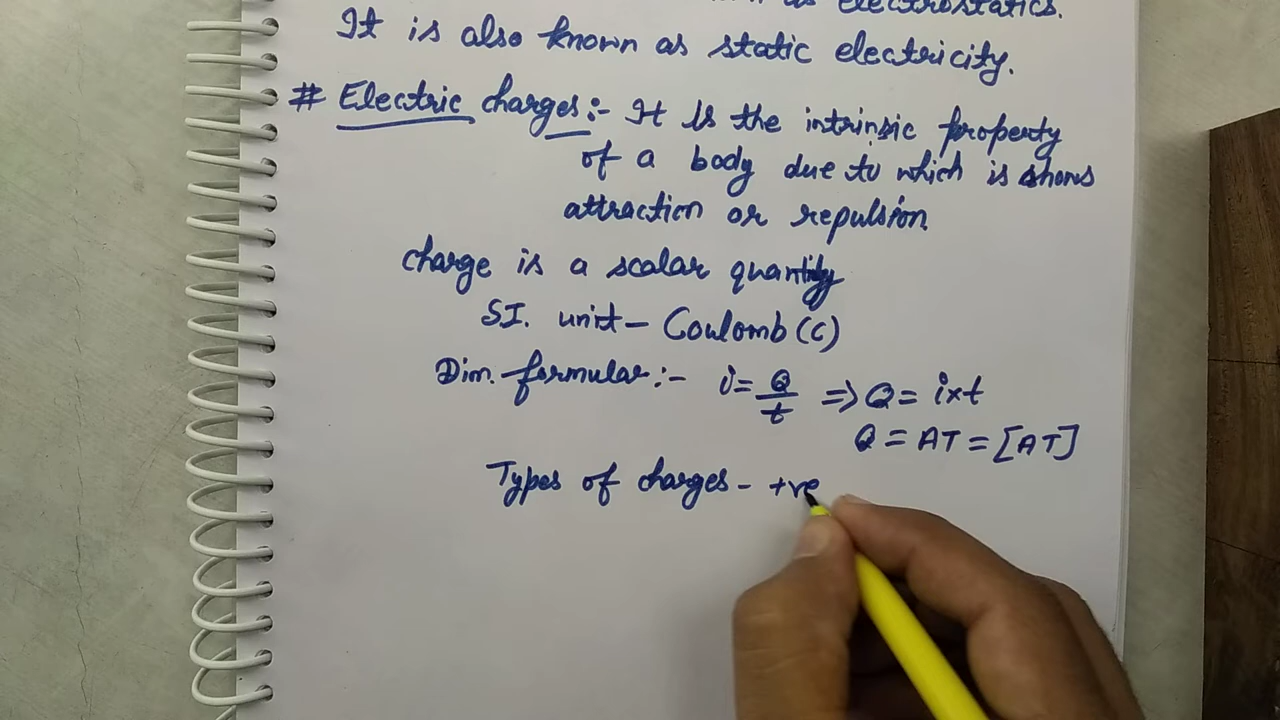 as electrostatics.
It is also known as static electricity.
# Electric charges:- It is the intrinsic property
of a body due to which is shows
attraction or repulsion.
charge is a scalar quantity
SI. unit - Coulomb (C)
Dim. formular:- i = Q/t => Q = i×t
Q = AT = [AT]
Types of charges - +ve